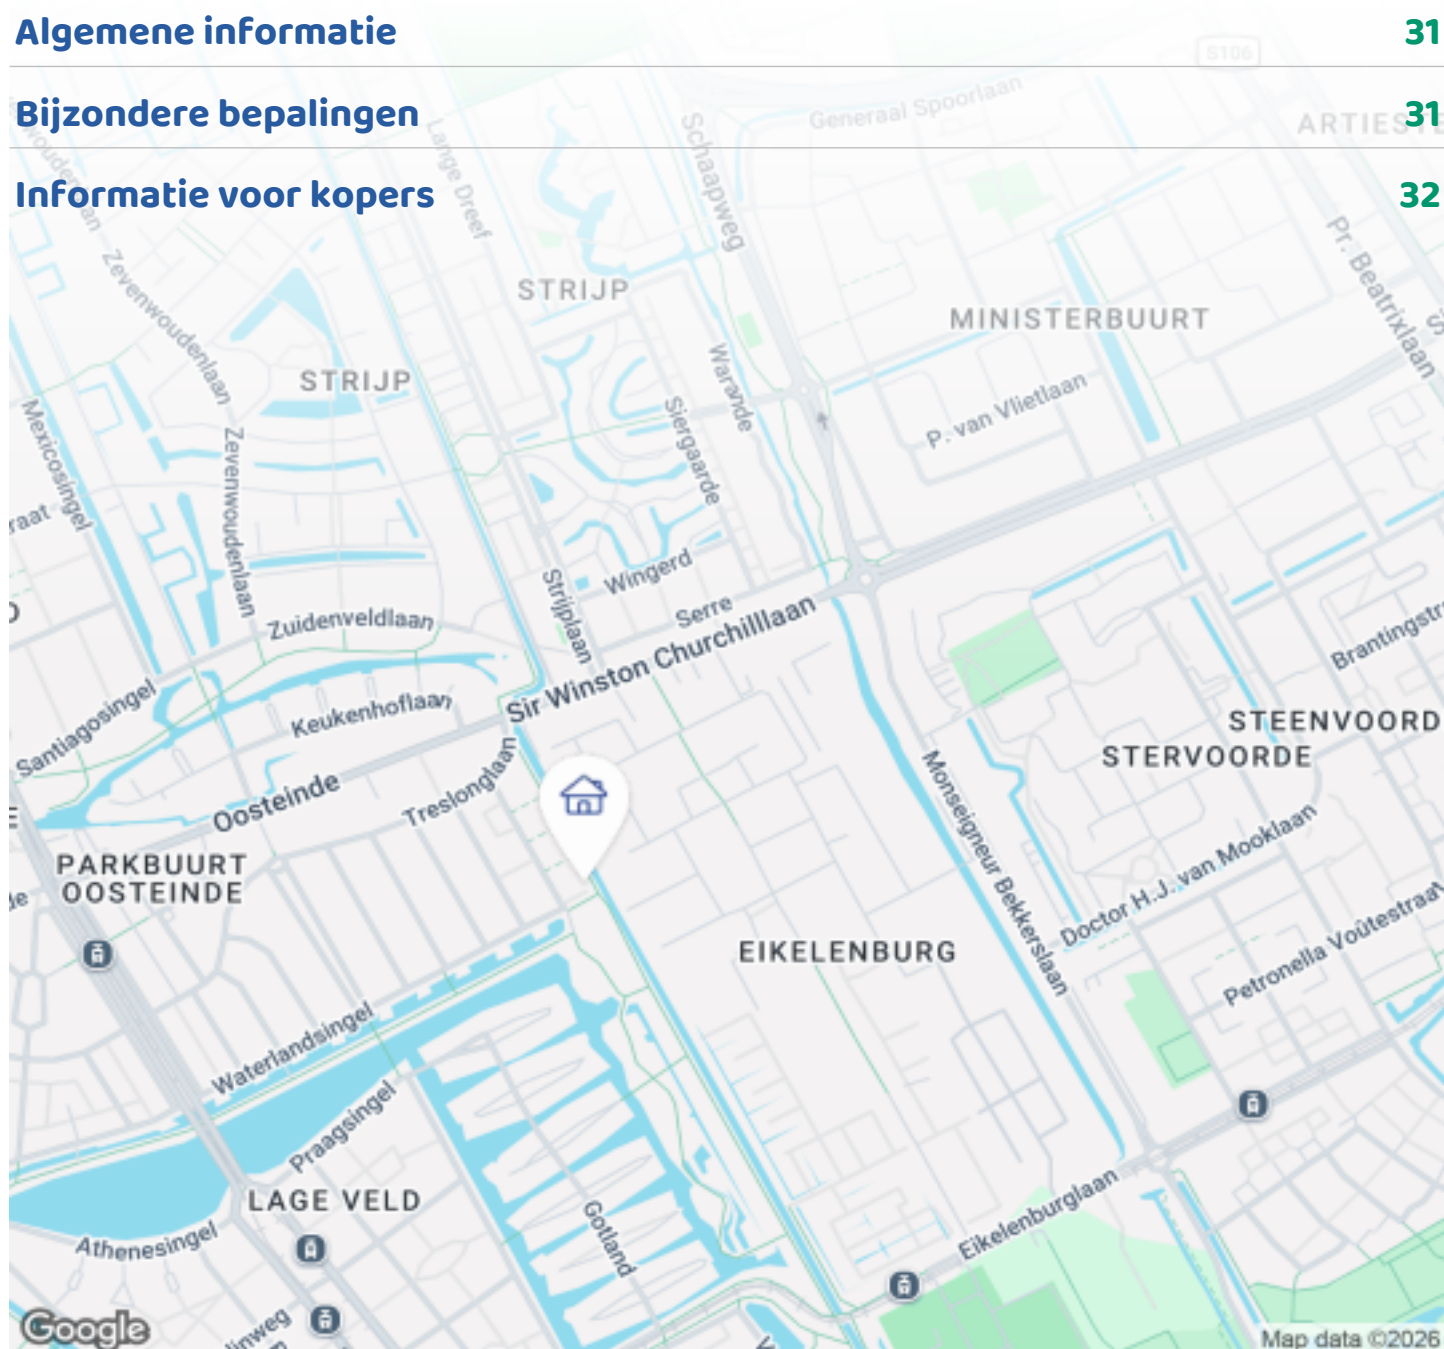 Algemene informatie 31
Bijzondere bepalingen 31
Informatie voor kopers 32
S106
Generaal Spoorlaan
Lange Dreef
Schaapweg
Zevenwoudenlaan
STRIJP
MINISTERBUURT
Pr. Beatrixlaan
STRIJP
Warande
P. van Vlietlaan
Mexicosingel
Siergaarde
Zevenwoudenlaan
raat
Wingerd
Strijplaan
Serre
Zuidenveldlaan
Sir Winston Churchilllaan
Brantingstr
Santiagosingel
Keukenhoflaan
STEENVOORD
STERVOORDE
Treslonglaan
Oosteinde
Monseigneur Bekkerslaan
PARKBUURT
OOSTEINDE
Doctor H.J. van Mooklaan
EIKELENBURG
Petronella Voûtestraat
Waterlandsingel
Praagsingel
LAGE VELD
Eikelenburglaan
Athenesingel
Gotland
Google
Map data ©2026